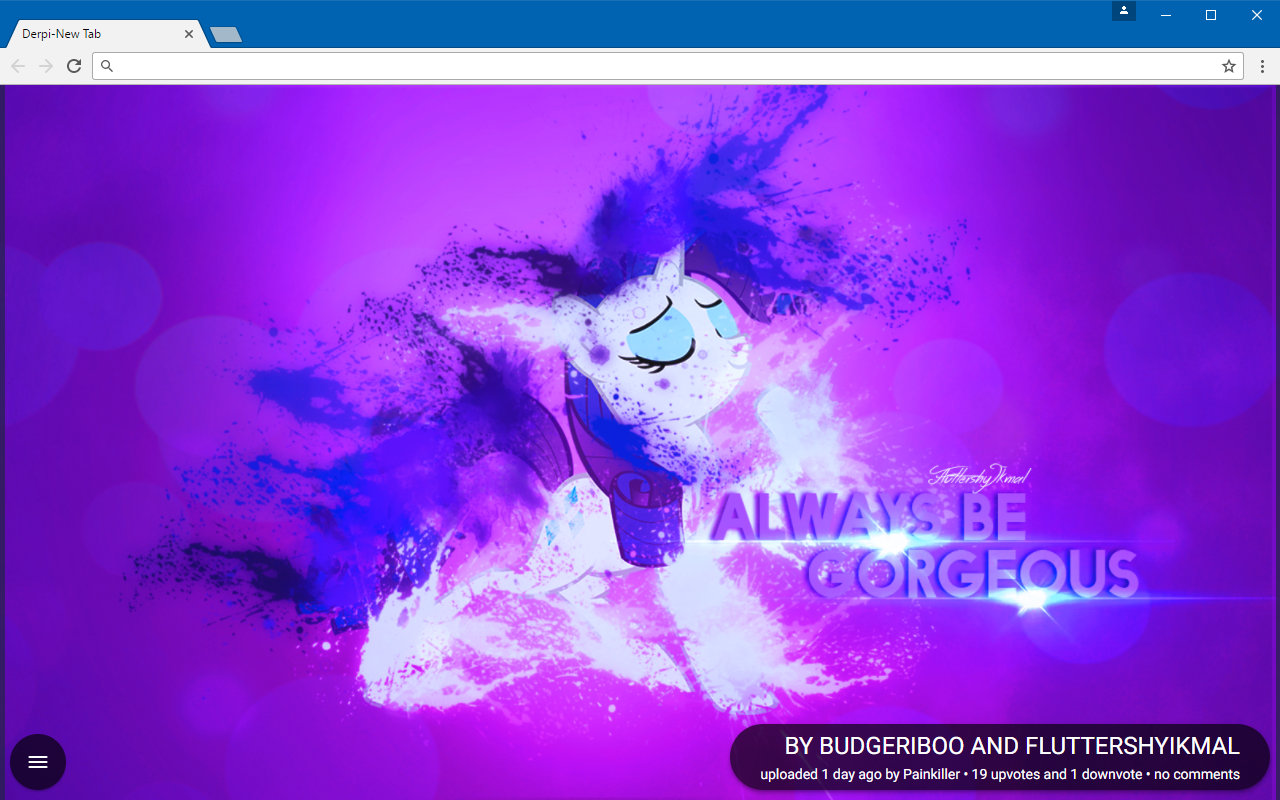 Derpi-New Tab
FluttershyIkmal
ALWAYS BE
GORGEOUS
BY BUDGERIBOO AND FLUTTERSHYIKMAL
uploaded 1 day ago by Painkiller • 19 upvotes and 1 downvote • no comments